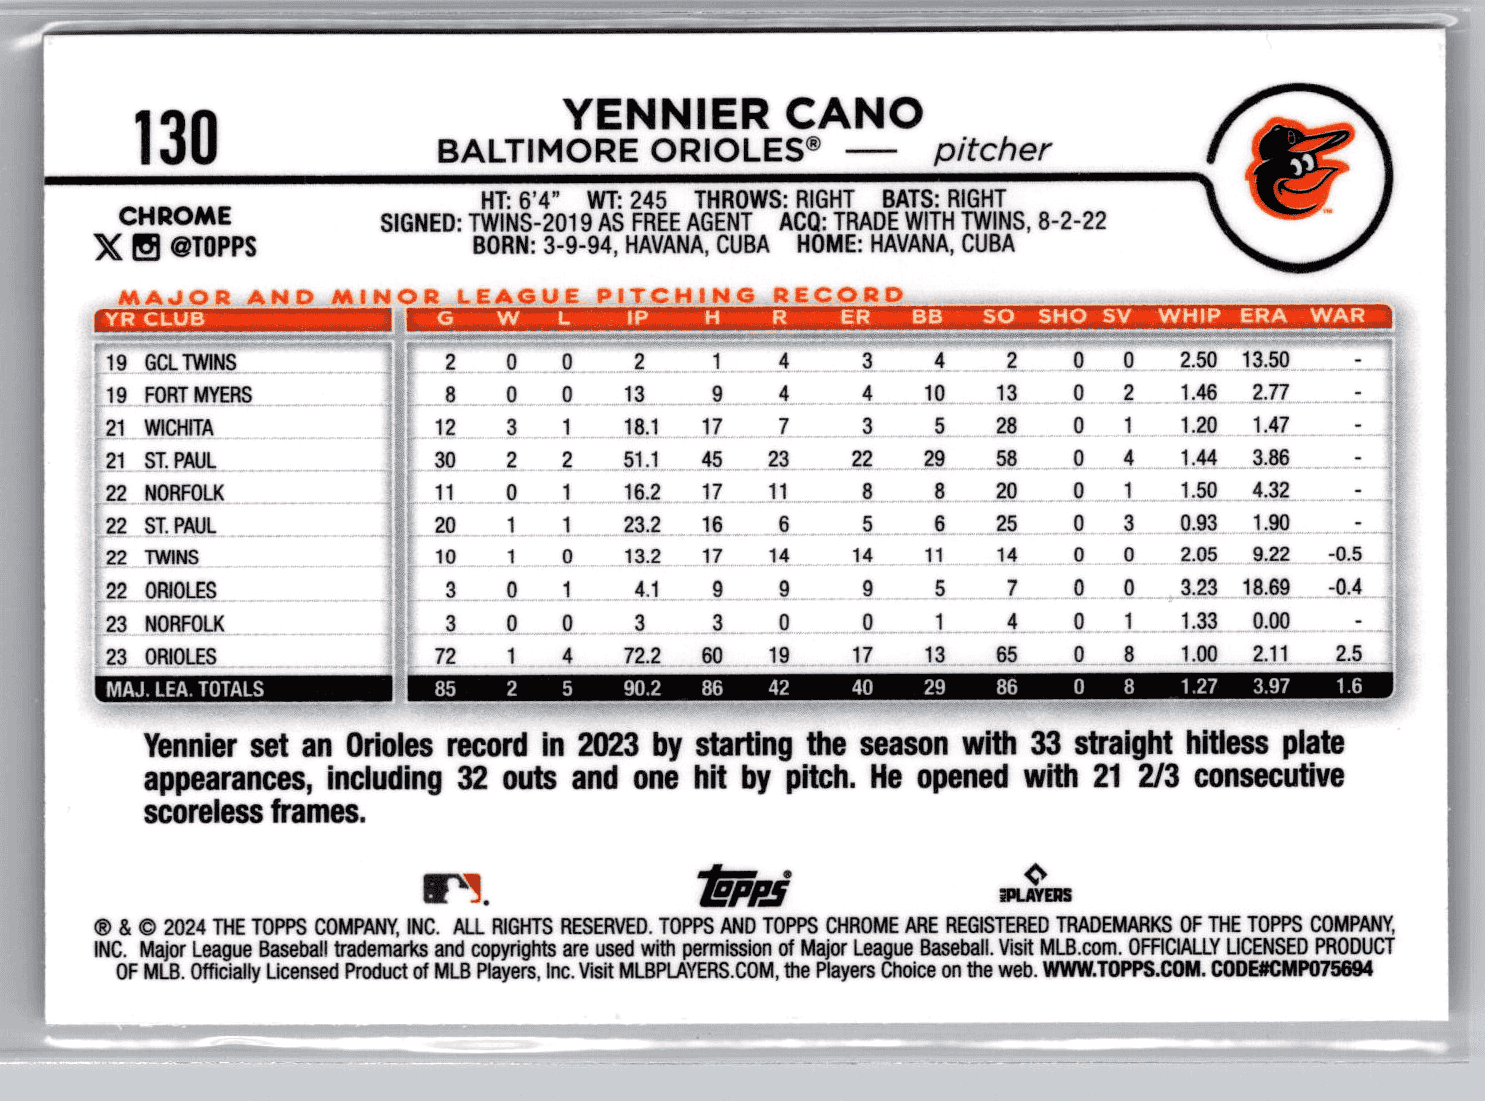 130
YENNIER CANO
BALTIMORE ORIOLES® — pitcher
CHROME
@TOPPS
HT: 6'4" WT: 245 THROWS: RIGHT BATS: RIGHT
SIGNED: TWINS-2019 AS FREE AGENT ACQ: TRADE WITH TWINS, 8-2-22
BORN: 3-9-94, HAVANA, CUBA HOME: HAVANA, CUBA
MAJOR AND MINOR LEAGUE PITCHING RECORD
YR CLUB G W L IP H R ER BB SO SHO SV WHIP ERA WAR
19 GCL TWINS 2 0 0 2 1 4 3 4 2 0 0 2.50 13.50 -
19 FORT MYERS 8 0 0 13 9 4 4 10 13 0 2 1.46 2.77 -
21 WICHITA 12 3 1 18.1 17 7 3 5 28 0 1 1.20 1.47 -
21 ST. PAUL 30 2 2 51.1 45 23 22 29 58 0 4 1.44 3.86 -
22 NORFOLK 11 0 1 16.2 17 11 8 8 20 0 1 1.50 4.32 -
22 ST. PAUL 20 1 1 23.2 16 6 5 6 25 0 3 0.93 1.90 -
22 TWINS 10 1 0 13.2 17 14 14 11 14 0 0 2.05 9.22 -0.5
22 ORIOLES 3 0 1 4.1 9 9 9 5 7 0 0 3.23 18.69 -0.4
23 NORFOLK 3 0 0 3 3 0 0 1 4 0 1 1.33 0.00 -
23 ORIOLES 72 1 4 72.2 60 19 17 13 65 0 8 1.00 2.11 2.5
MAJ. LEA. TOTALS 85 2 5 90.2 86 42 40 29 86 0 8 1.27 3.97 1.6
Yennier set an Orioles record in 2023 by starting the season with 33 straight hitless plate
appearances, including 32 outs and one hit by pitch. He opened with 21 2/3 consecutive
scoreless frames.
topps®
PLAYERS
® & © 2024 THE TOPPS COMPANY, INC. ALL RIGHTS RESERVED. TOPPS AND TOPPS CHROME ARE REGISTERED TRADEMARKS OF THE TOPPS COMPANY,
INC. Major League Baseball trademarks and copyrights are used with permission of Major League Baseball. Visit MLB.com. OFFICIALLY LICENSED PRODUCT
OF MLB. Officially Licensed Product of MLB Players, Inc. Visit MLBPLAYERS.COM, the Players Choice on the web. WWW.TOPPS.COM. CODE#CMP075694